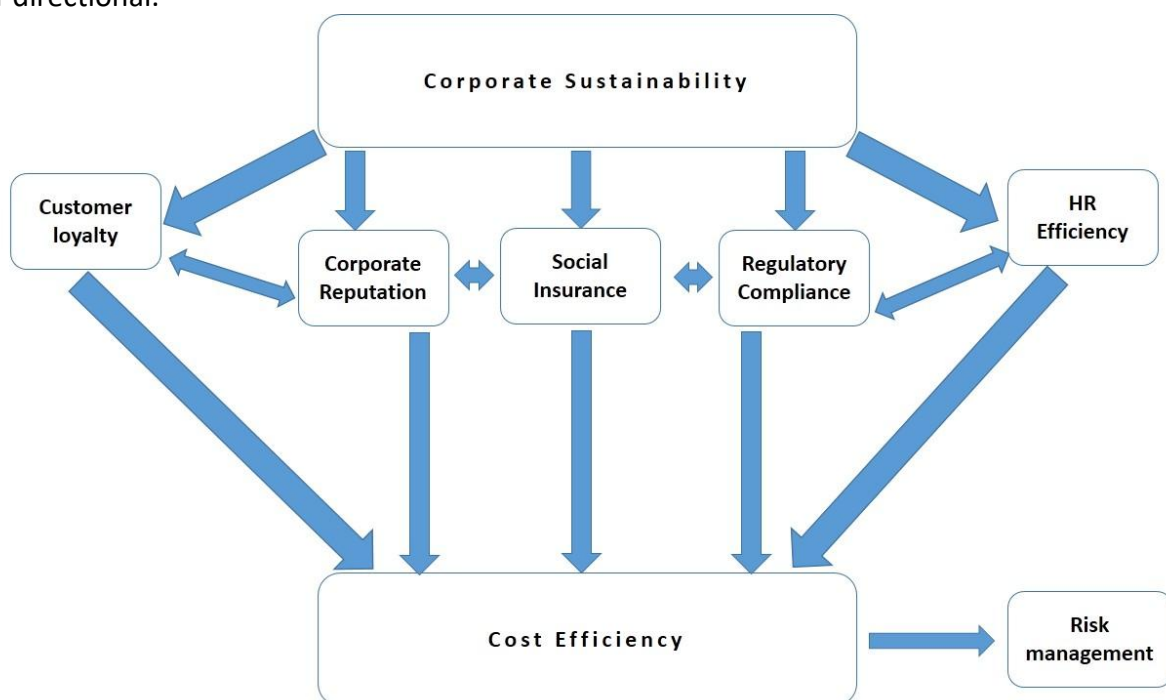 directional.
Corporate Sustainability
Customer
loyalty
HR
Efficiency
Corporate
Reputation
Social
Insurance
Regulatory
Compliance
Cost Efficiency
Risk
management